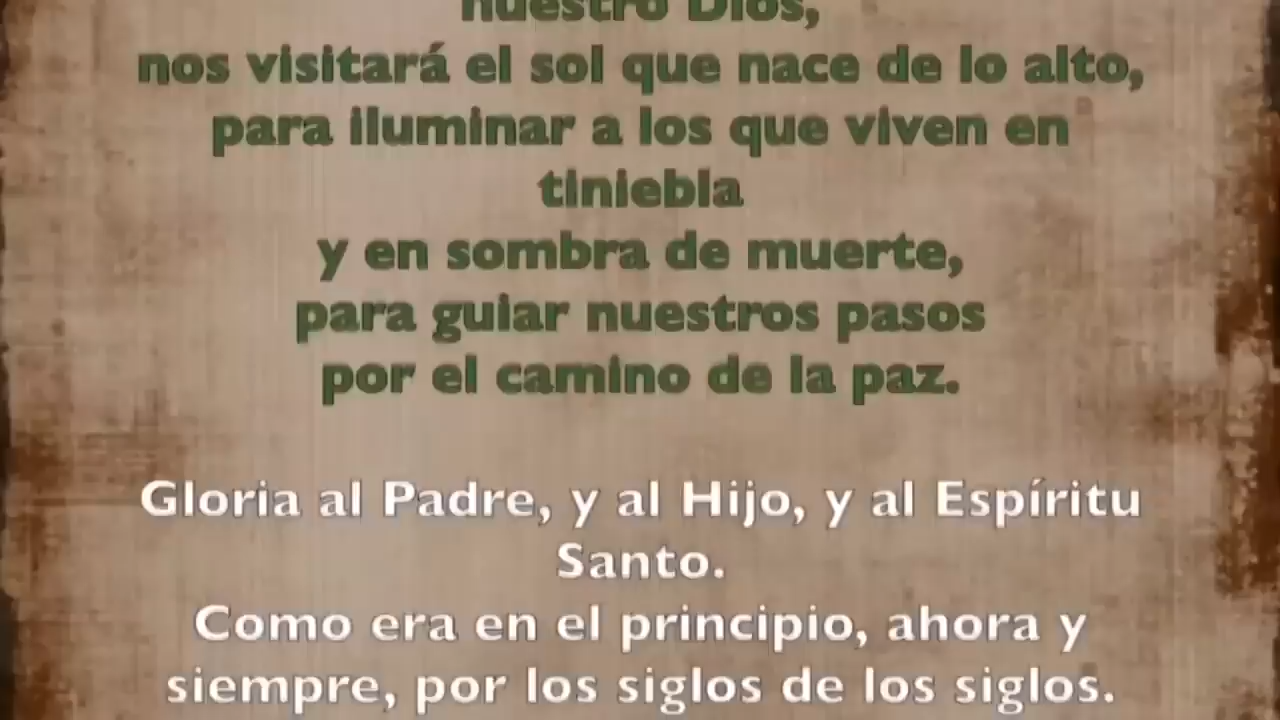 nuestro Dios,
nos visitará el sol que nace de lo alto,
para iluminar a los que viven en
tiniebla
y en sombra de muerte,
para guiar nuestros pasos
por el camino de la paz.
Gloria al Padre, y al Hijo, y al Espíritu
Santo.
Como era en el principio, ahora y
siempre, por los siglos de los siglos.